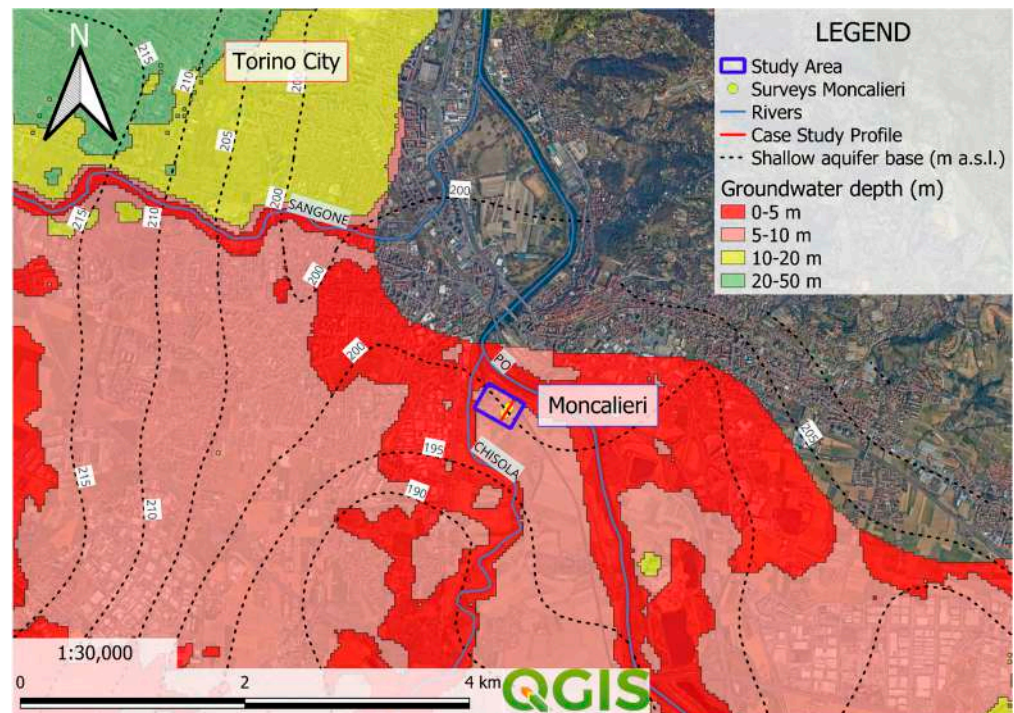 N
Torino City
LEGEND
Study Area
Surveys Moncalieri
Rivers
Case Study Profile
Shallow aquifer base (m a.s.l.)
Groundwater depth (m)
0-5 m
5-10 m
10-20 m
20-50 m
215
210
205
200
200
SANGONE
215
210
200
200
200
PO
Moncalieri
CHISOLA
195
190
205
215
210
1:30,000
0 2 4 km
QGIS